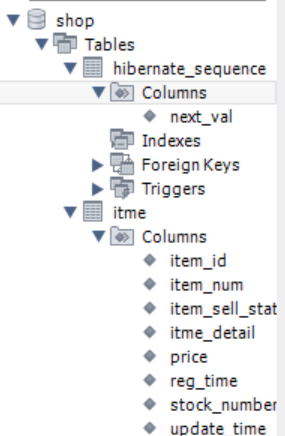 shop
Tables
hibernate_sequence
Columns
next_val
Indexes
Foreign Keys
Triggers
itme
Columns
item_id
item_num
item_sell_stat
itme_detail
price
reg_time
stock_number
update_time